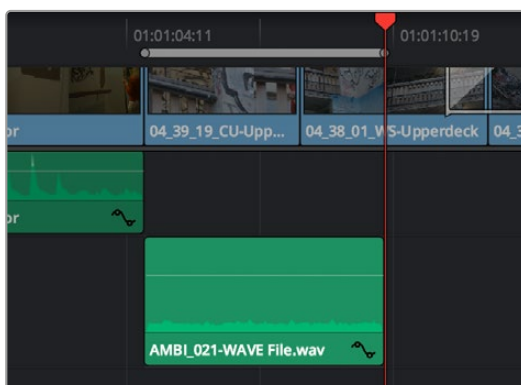 01:01:04:11
01:01:10:19
or
04_39_19_CU-Upp...
04_38_01_WS-Upperdeck
04_3
or
AMBI_021-WAVE File.wav